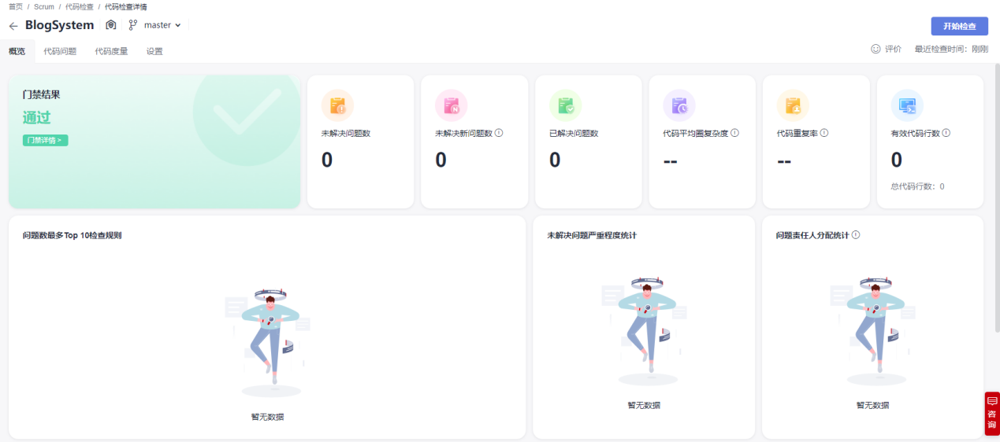 首页 / Scrum / 代码检查 / 代码检查详情
BlogSystem master
开始检查
概览 代码问题 代码度量 设置
评价 最近检查时间：刚刚
门禁结果
通过
门禁详情 >
未解决问题数
0
未解决新问题数
0
已解决问题数
0
代码平均圈复杂度
--
代码重复率
--
有效代码行数
0
总代码行数：0
问题数最多Top 10检查规则
暂无数据
未解决问题严重程度统计
暂无数据
问题责任人分配统计
暂无数据
咨询